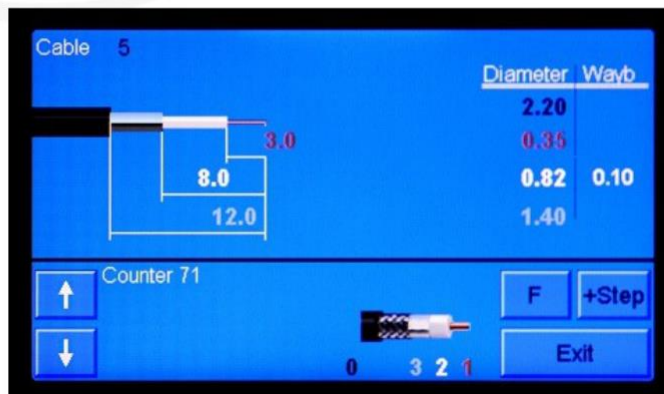 Cable 5
Diameter Wayb
2.20
3.0 0.35
8.0 0.82 0.10
12.0 1.40
Counter 71
F +Step
Exit
0 3 2 1